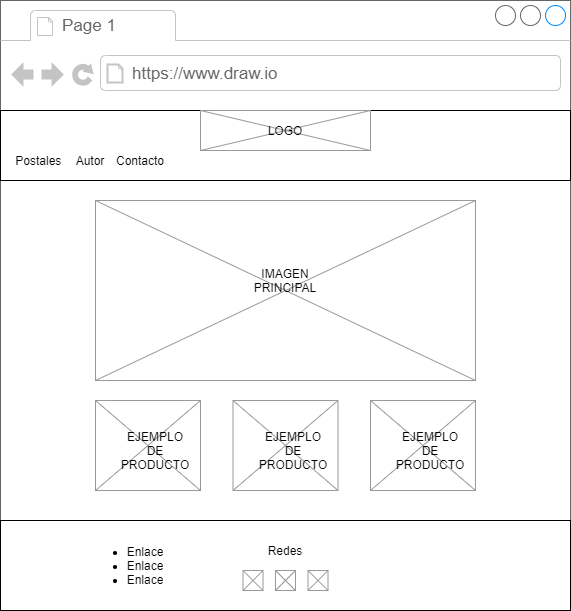 Page 1
https://www.draw.io
LOGO
Postales Autor Contacto
IMAGEN
PRINCIPAL
EJEMPLO
DE
PRODUCTO
EJEMPLO
DE
PRODUCTO
EJEMPLO
DE
PRODUCTO
Enlace
Enlace
Enlace
Redes